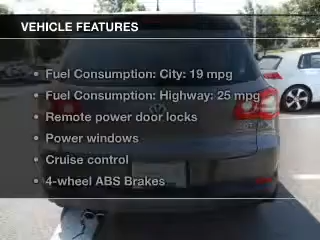 VEHICLE FEATURES
• Fuel Consumption: City: 19 mpg
• Fuel Consumption: Highway: 25 mpg
• Remote power door locks
• Power windows
• Cruise control
• 4-wheel ABS Brakes